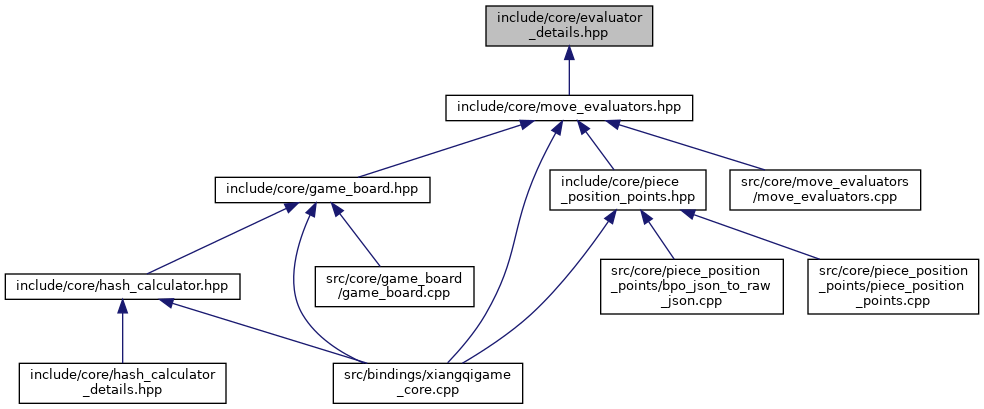 include/core/evaluator
_details.hpp
include/core/move_evaluators.hpp
include/core/game_board.hpp
include/core/piece
_position_points.hpp
src/core/move_evaluators
/move_evaluators.cpp
include/core/hash_calculator.hpp
src/core/game_board
/game_board.cpp
src/core/piece_position
_points/bpo_json_to_raw
_json.cpp
src/core/piece_position
_points/piece_position
_points.cpp
include/core/hash_calculator
_details.hpp
src/bindings/xiangqigame
_core.cpp